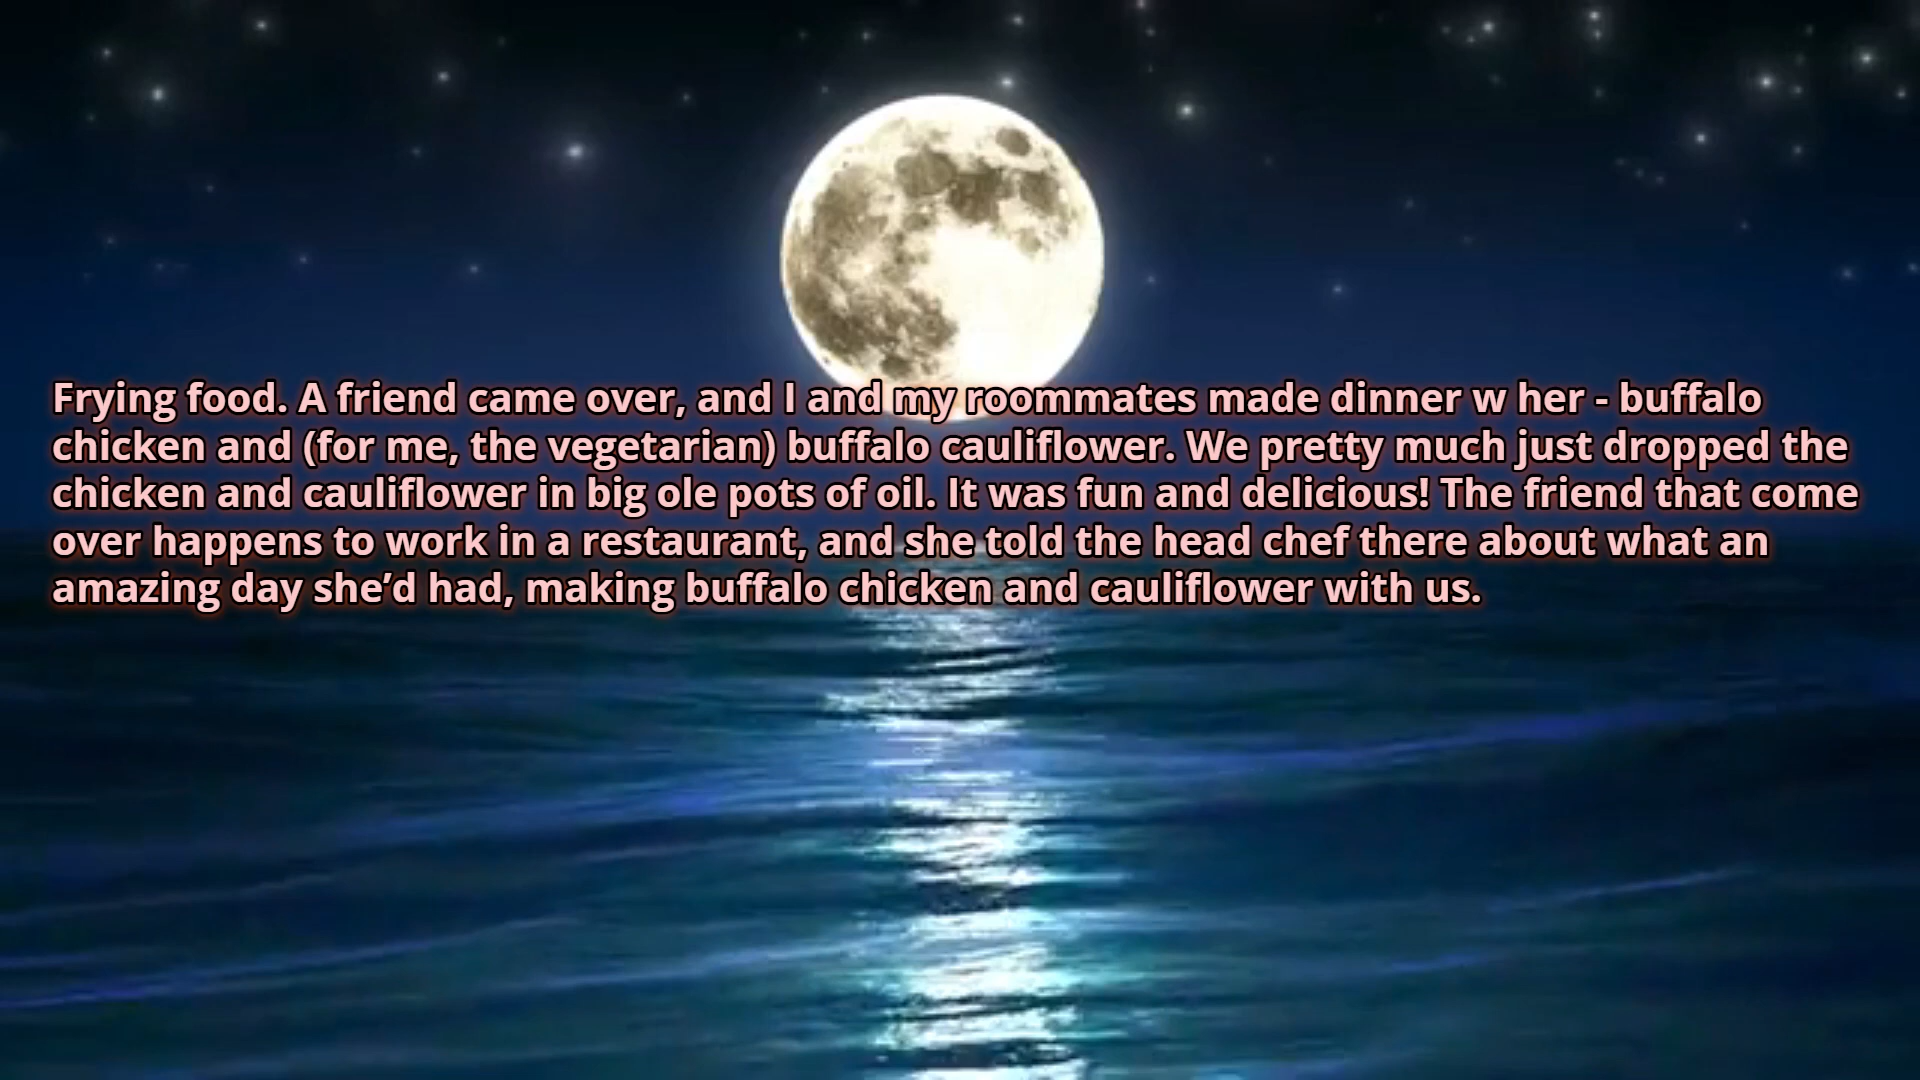 Frying food. A friend came over, and I and my roommates made dinner w her - buffalo
chicken and (for me, the vegetarian) buffalo cauliflower. We pretty much just dropped the
chicken and cauliflower in big ole pots of oil. It was fun and delicious! The friend that come
over happens to work in a restaurant, and she told the head chef there about what an
amazing day she’d had, making buffalo chicken and cauliflower with us.